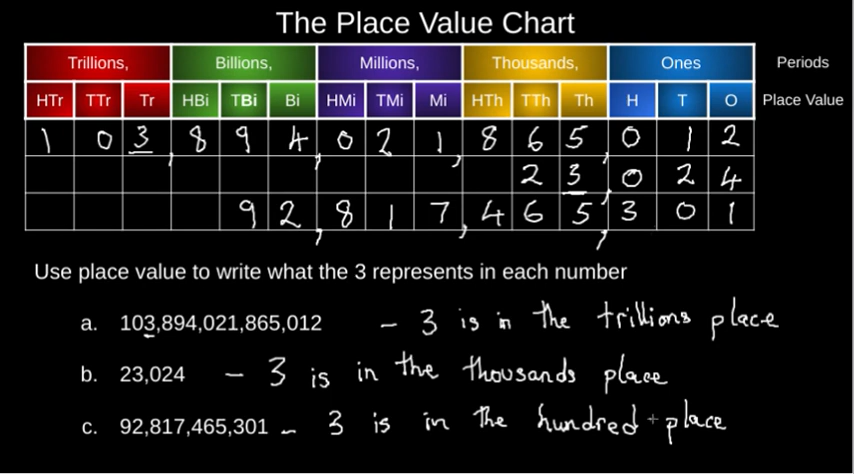 The Place Value Chart
Trillions, Billions, Millions, Thousands, Ones Periods
HTr TTr Tr HBi TBi Bi HMi TMi Mi HTh TTh Th H T O Place Value
1 0 3, 8 9 4, 0 2 1, 8 6 5, 0 1 2
2 3, 0 2 4
9 2, 8 1 7, 4 6 5, 3 0 1
Use place value to write what the 3 represents in each number
a. 103,894,021,865,012 - 3 is in the trillions place
b. 23,024 - 3 is in the thousands place
c. 92,817,465,301 - 3 is in the hundred place